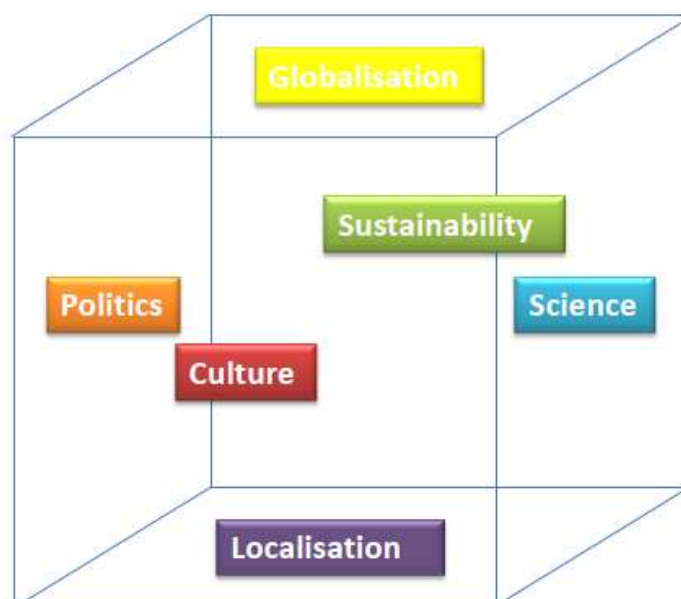 Globalisation
Sustainability
Politics
Science
Culture
Localisation